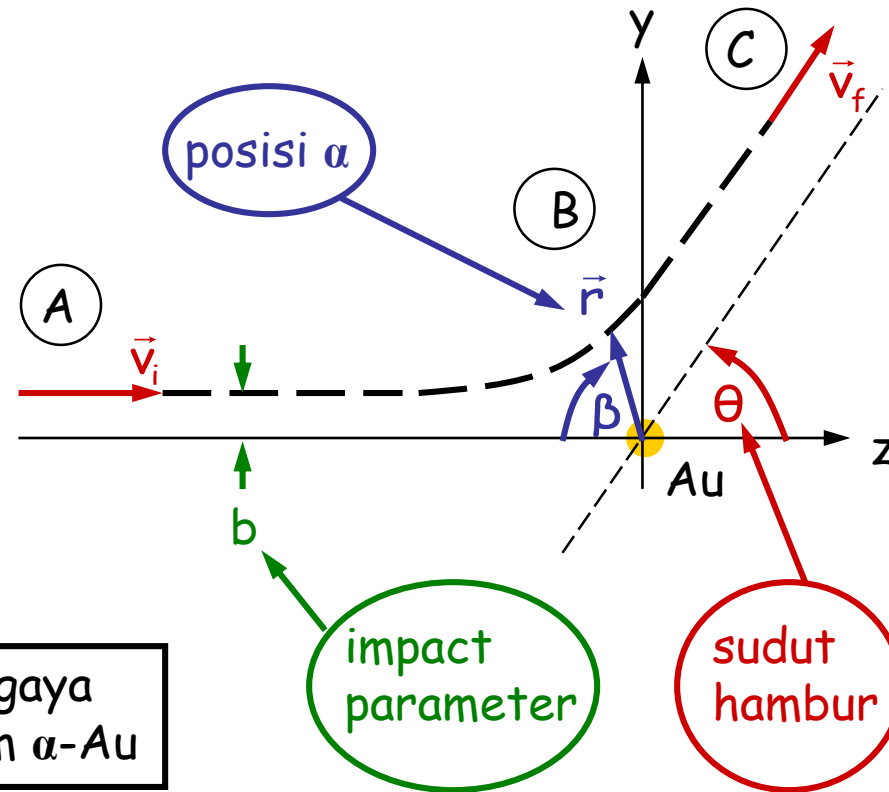 y
C
v⃗f
posisi α
B
A
r⃗
v⃗i
β
θ
z
Au
b
impact
parameter
sudut
hambur
gaya
α-Au